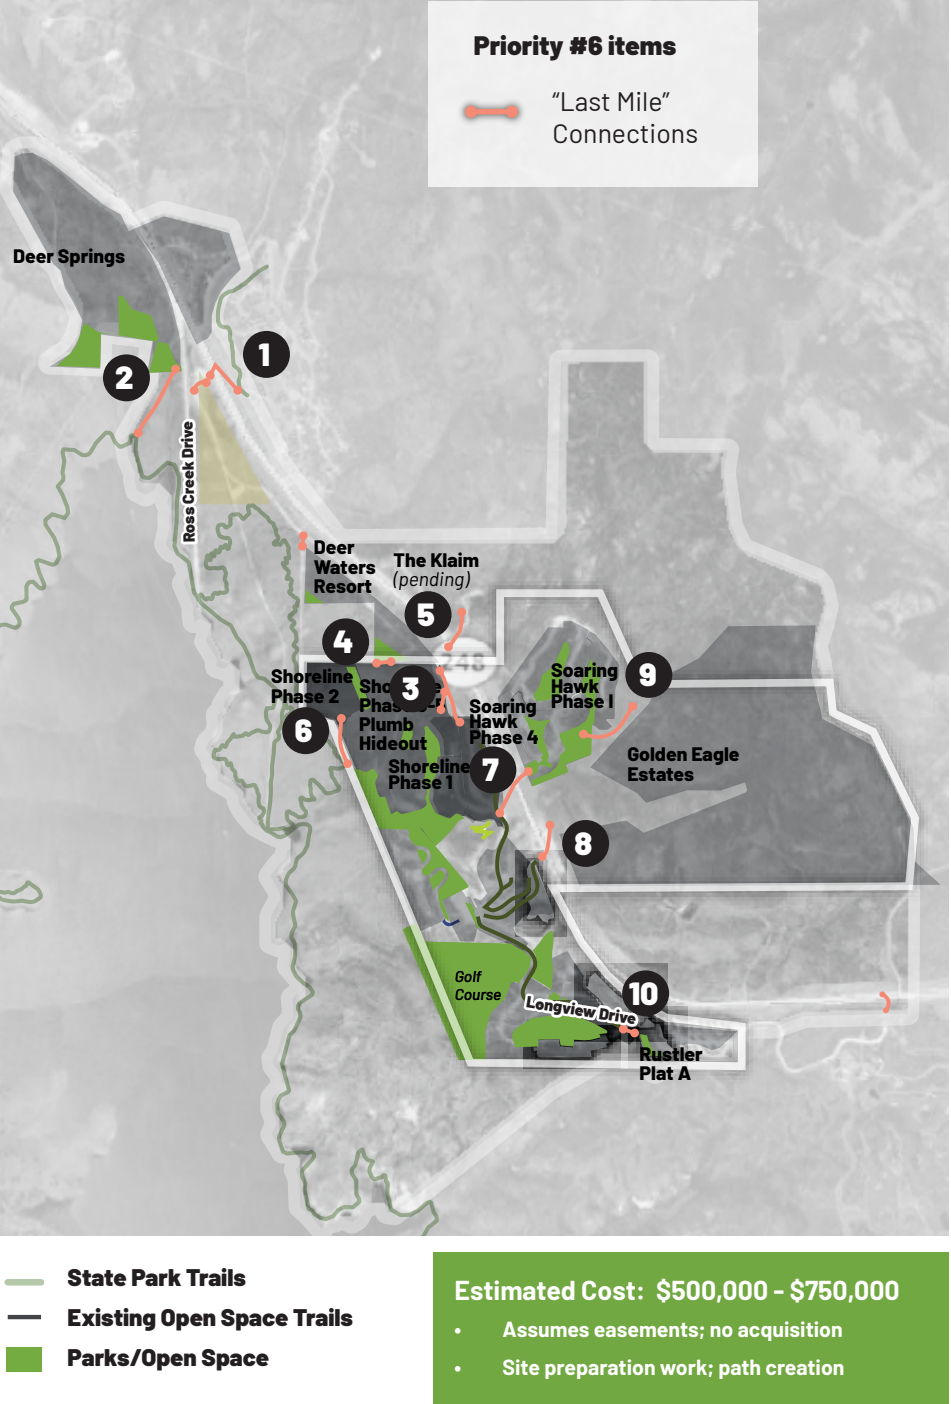 Priority #6 items
“Last Mile”
Connections
Deer Springs
1
2
Ross Creek Drive
Deer
Waters
Resort
The Klaim
(pending)
5
4
248
Shoreline
Phase 2
3
Plumb
Hideout
6
Soaring
Hawk
Phase I
9
Soaring
Hawk
Phase 4
Shoreline
Phase 1
7
Golden Eagle
Estates
8
Golf
Course
10
Longview Drive
Rustler
Plat A
State Park Trails
Existing Open Space Trails
Parks/Open Space
Estimated Cost: $500,000 - $750,000
• Assumes easements; no acquisition
• Site preparation work; path creation